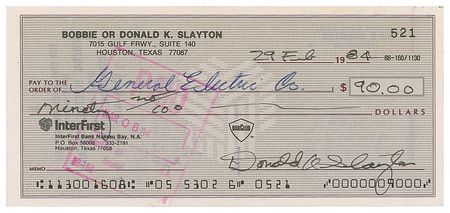 BOBBIE OR DONALD K. SLAYTON 521
7015 GULF FRWY., SUITE 140
HOUSTON, TEXAS 77087
29 Feb 1984 88-160/1130
PAY TO THE
ORDER OF General Electric Co. $ 90.00
Ninety no/100 DOLLARS
InterFirst
InterFirst Bank Nassau Bay, N.A.
P.O. Box 58008 333-2191
Houston, Texas 77058
MEMO Donald K Slayton
113001608 05 5302 6 0521 0000009000